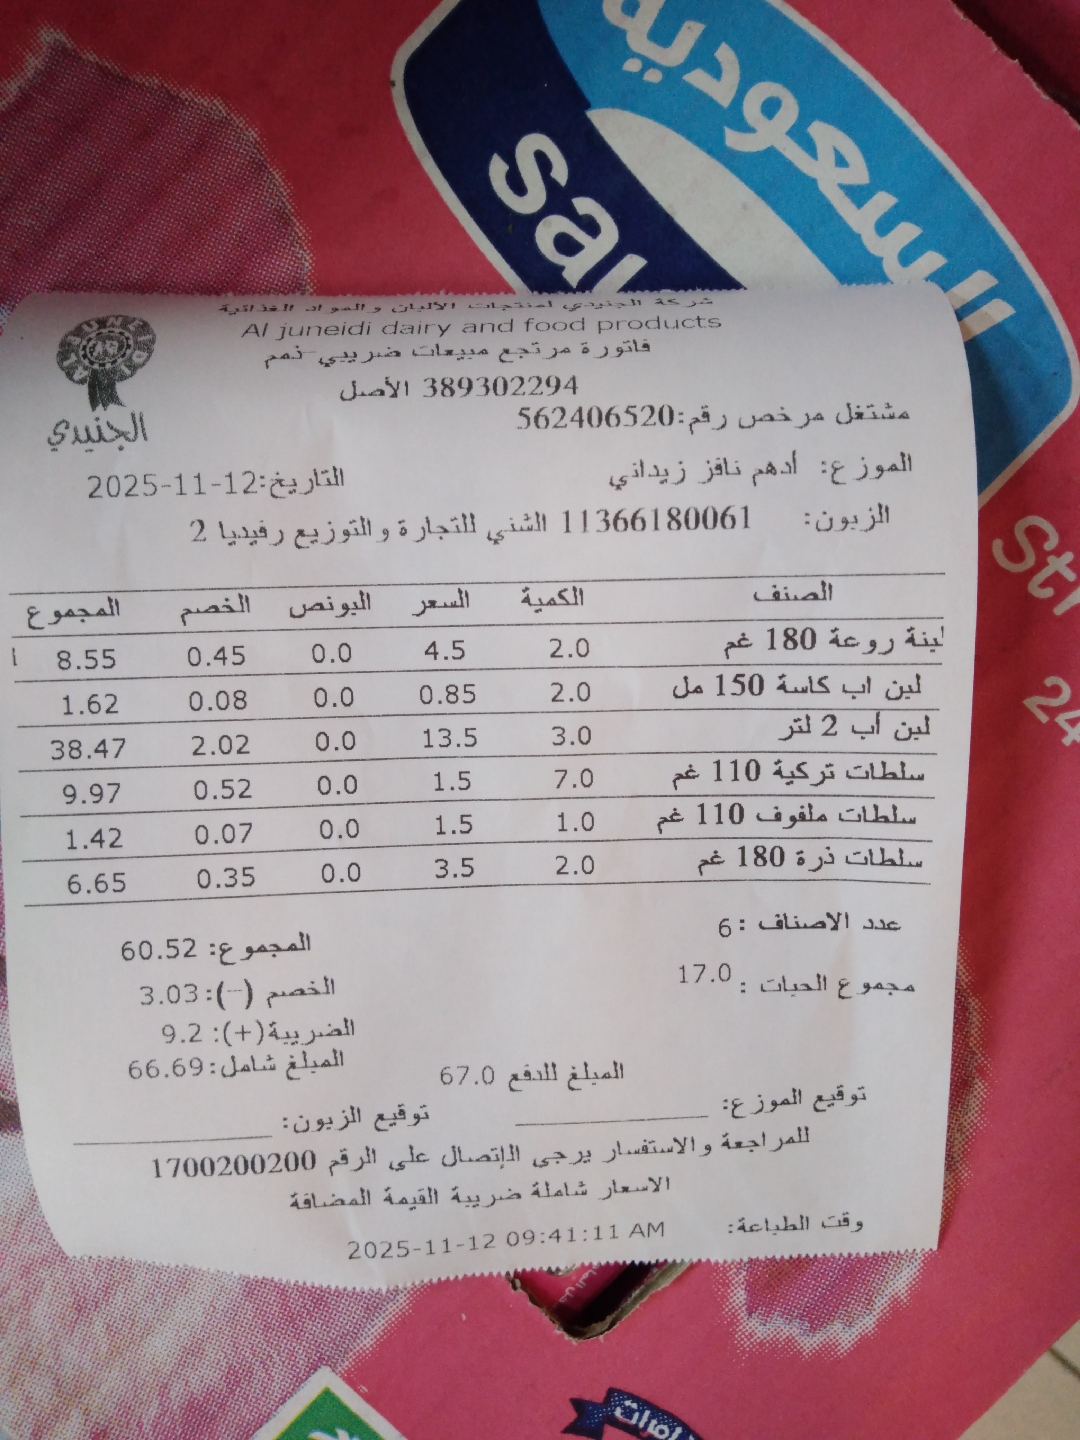 السعودية
شركة الجنيدي لمنتجات الألبان والمواد الغذائية
Al juneidi dairy and food products
فاتورة مرتجع مبيعات ضريبي-ذمم
389302294 الأصل
الجنيدي
مشتغل مرخص رقم:562406520
الموزع: أدهم نافز زيداني
التاريخ:2025-11-12
الزبون: 11366180061 الشني للتجارة والتوزيع رفيديا 2
الصنف الكمية السعر البونص الخصم المجموع
لبنة روعة 180 غم 2.0 4.5 0.0 0.45 8.55
لبن اب كاسة 150 مل 2.0 0.85 0.0 0.08 1.62
لبن أب 2 لتر 3.0 13.5 0.0 2.02 38.47
سلطات تركية 110 غم 7.0 1.5 0.0 0.52 9.97
سلطات ملفوف 110 غم 1.0 1.5 0.0 0.07 1.42
سلطات ذرة 180 غم 2.0 3.5 0.0 0.35 6.65
عدد الاصناف :6
المجموع: 60.52
مجموع الحبات : 17.0
الخصم (-):3.03
الضريبة(+): 9.2
المبلغ شامل:66.69
المبلغ للدفع 67.0
توقيع الموزع:
توقيع الزبون:
للمراجعة والاستفسار يرجى الإتصال على الرقم 1700200200
الاسعار شاملة ضريبة القيمة المضافة
وقت الطباعة: 2025-11-12 09:41:11 AM
24